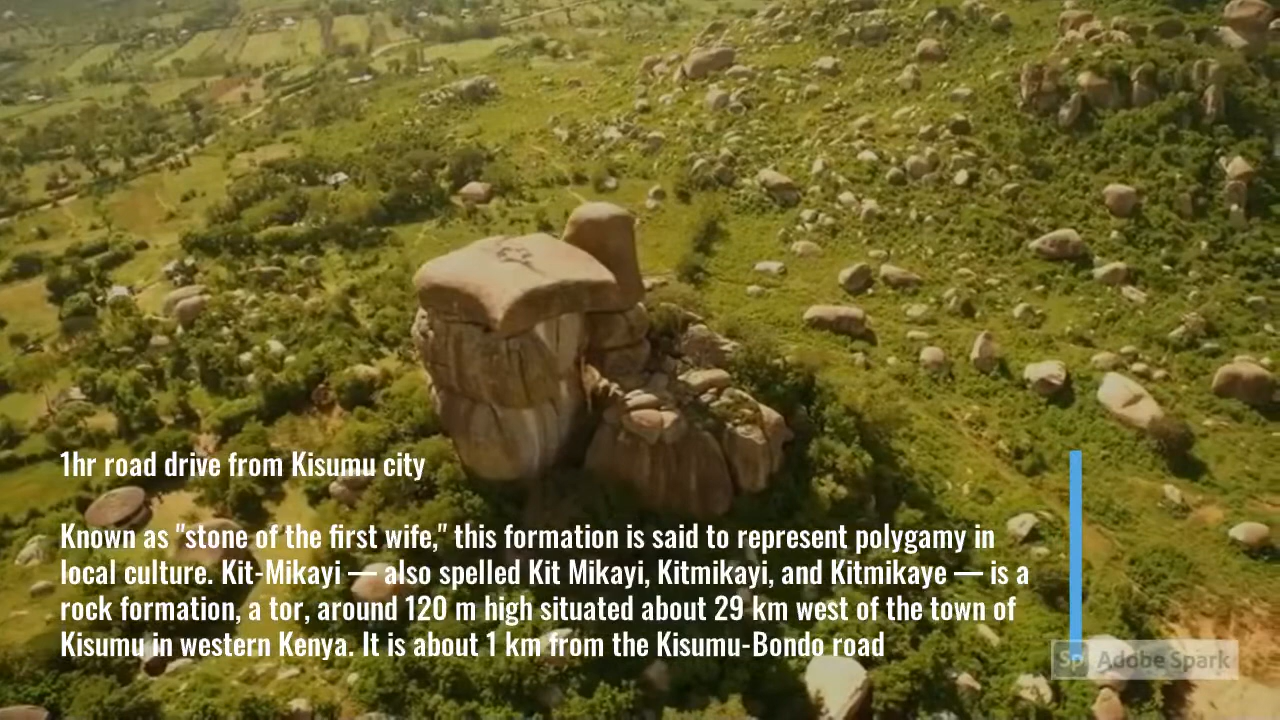 1hr road drive from Kisumu city
Known as "stone of the first wife," this formation is said to represent polygamy in
local culture. Kit-Mikayi — also spelled Kit Mikayi, Kitmikayi, and Kitmikaye — is a
rock formation, a tor, around 120 m high situated about 29 km west of the town of
Kisumu in western Kenya. It is about 1 km from the Kisumu-Bondo road
Sp Adobe Spark